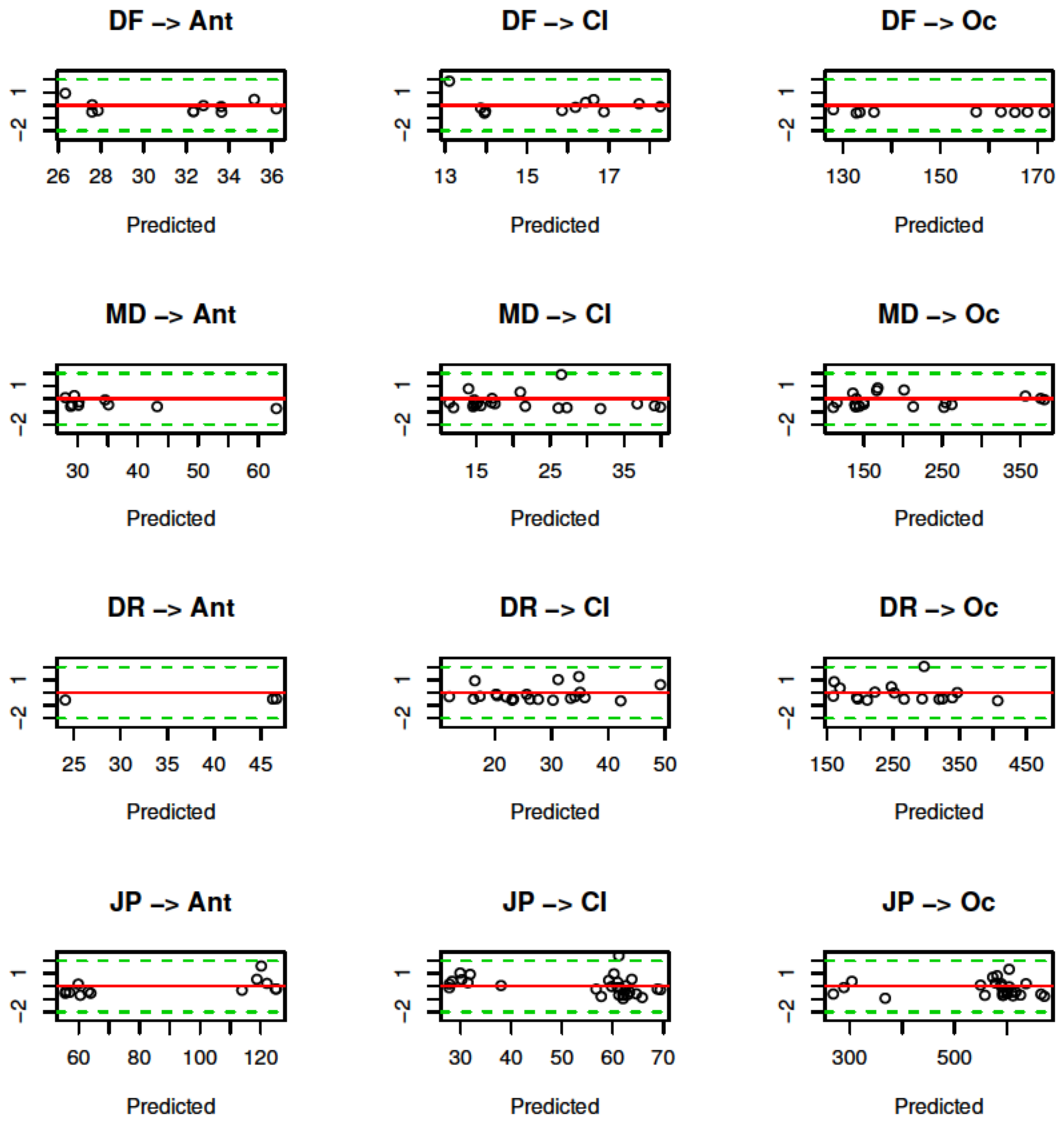 DF –> Ant DF –> Cl DF –> Oc
1 1 1
−2 −2 −2
26 28 30 32 34 36 13 15 17 130 150 170
Predicted Predicted Predicted
MD –> Ant MD –> Cl MD –> Oc
1 1 1
−2 −2 −2
30 40 50 60 15 25 35 150 250 350
Predicted Predicted Predicted
DR –> Ant DR –> Cl DR –> Oc
1 1 1
−2 −2 −2
25 30 35 40 45 20 30 40 50 150 250 350 450
Predicted Predicted Predicted
JP –> Ant JP –> Cl JP –> Oc
1 1 1
−2 −2 −2
60 80 100 120 30 40 50 60 70 300 500
Predicted Predicted Predicted